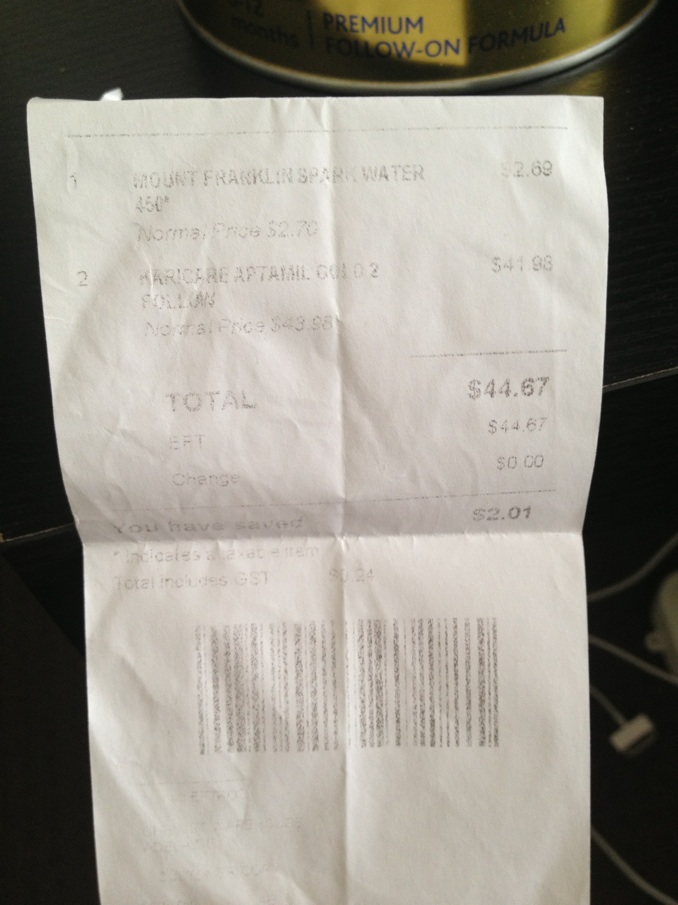 months
PREMIUM
FOLLOW-ON FORMULA
1 MOUNT FRANKLIN SPARK WATER $2.69
450*
Normal Price $2.70
2 KARICARE APTAMIL GOLD 2 $41.98
FOLLOW
Normal Price $43.98
TOTAL $44.67
EFT $44.67
Change $0.00
You have saved $2.01
* Indicates a taxable item
Total includes GST $0.24